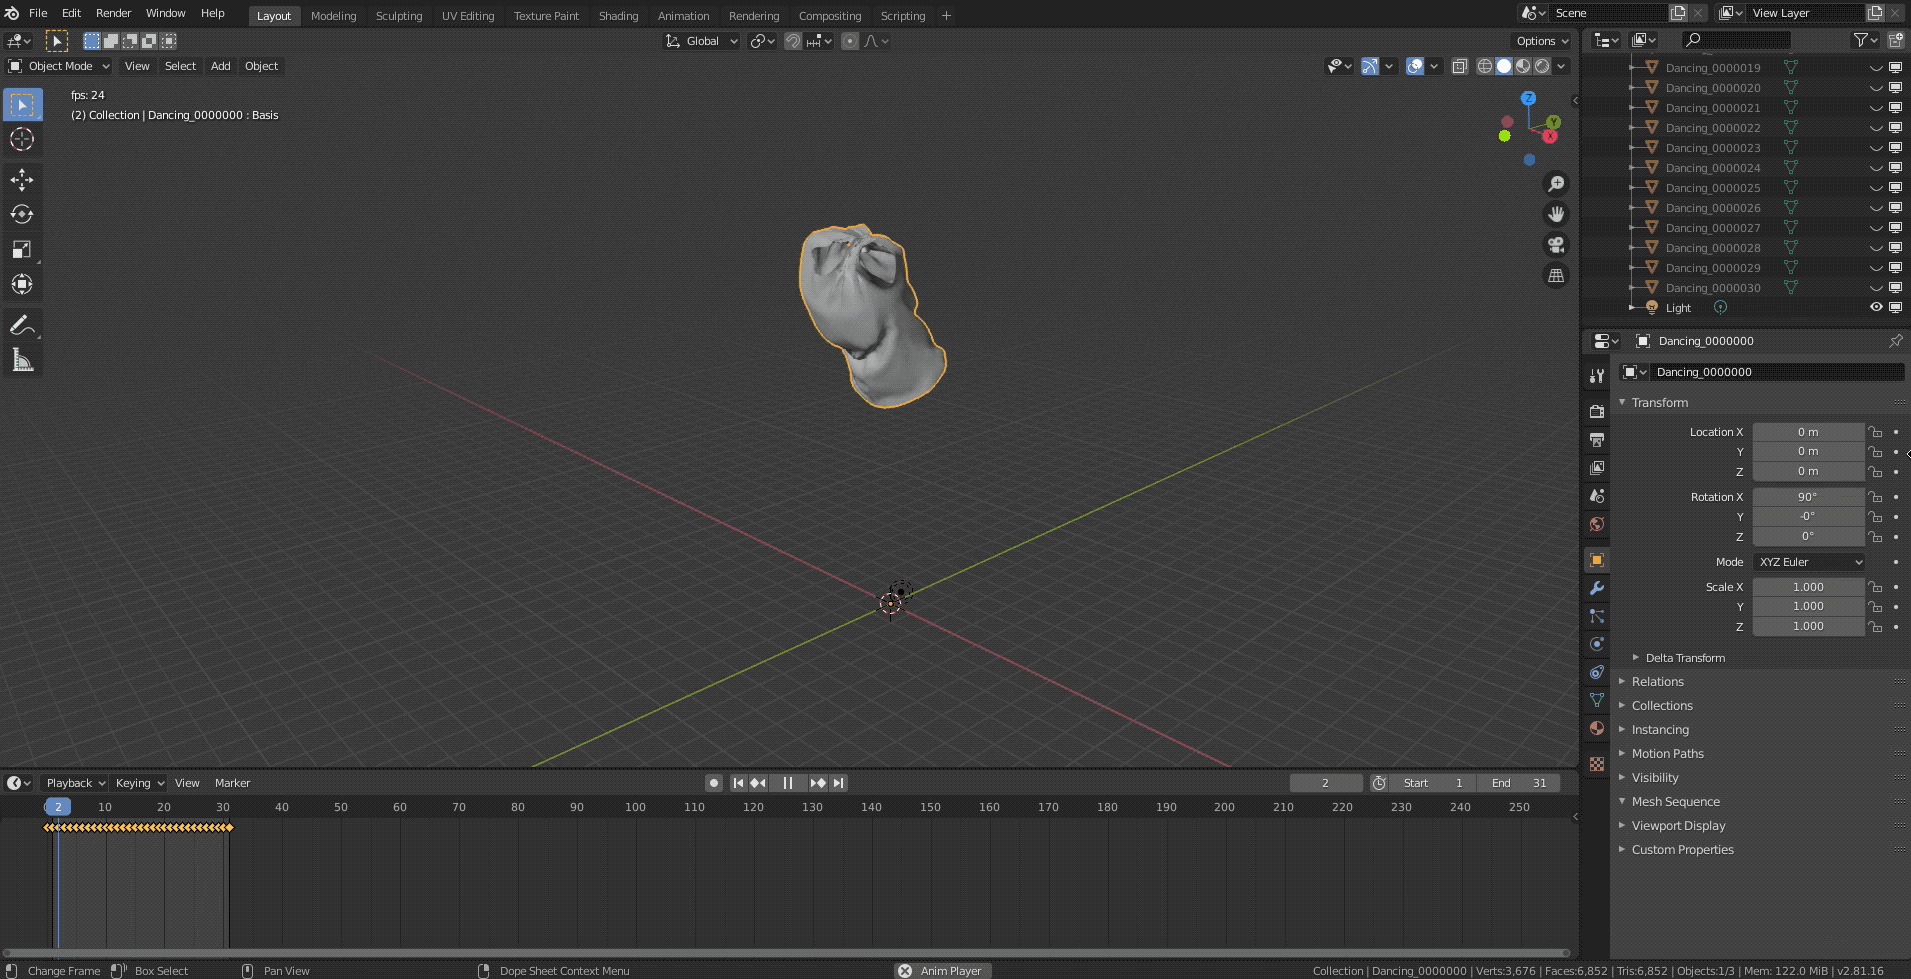 File Edit Render Window Help Layout Modeling Sculpting UV Editing Texture Paint Shading Animation Rendering Compositing Scripting + Scene View Layer
Global Options
Object Mode View Select Add Object
fps: 24
(2) Collection | Dancing_0000000 : Basis
Z
Y
X
Dancing_0000019
Dancing_0000020
Dancing_0000021
Dancing_0000022
Dancing_0000023
Dancing_0000024
Dancing_0000025
Dancing_0000026
Dancing_0000027
Dancing_0000028
Dancing_0000029
Dancing_0000030
Light
Dancing_0000000
Dancing_0000000
Transform
Location X 0 m
Y 0 m
Z 0 m
Rotation X 90°
Y -0°
Z 0°
Mode XYZ Euler
Scale X 1.000
Y 1.000
Z 1.000
Delta Transform
Relations
Collections
Instancing
Motion Paths
Visibility
Mesh Sequence
Viewport Display
Custom Properties
Playback Keying View Marker 2 Start 1 End 31
2 10 20 30 40 50 60 70 80 90 100 110 120 130 140 150 160 170 180 190 200 210 220 230 240 250
Change Frame Box Select Pan View Dope Sheet Context Menu Anim Player Collection | Dancing_0000000 | Verts:3,676 | Faces:6,852 | Tris:6,852 | Objects:1/3 | Mem: 122.0 MiB | v2.81.16